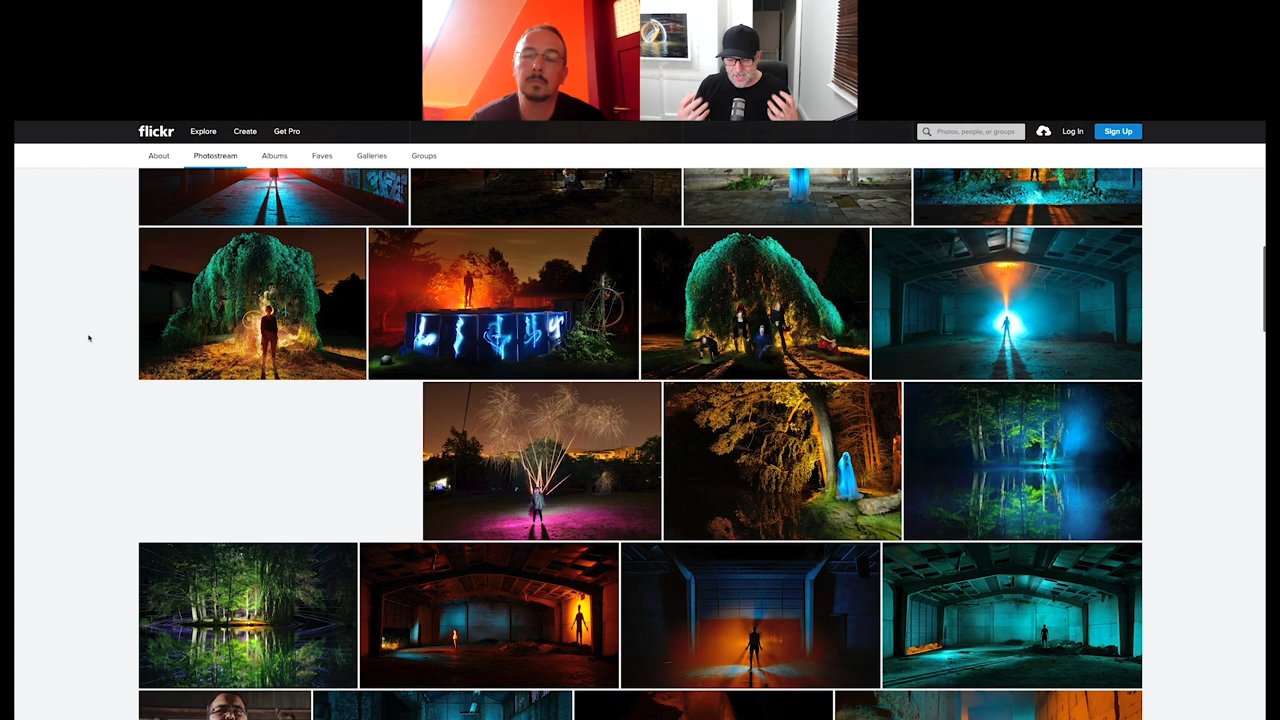 flickr Explore Create Get Pro Photos, people, or groups Log In Sign Up
About Photostream Albums Faves Galleries Groups